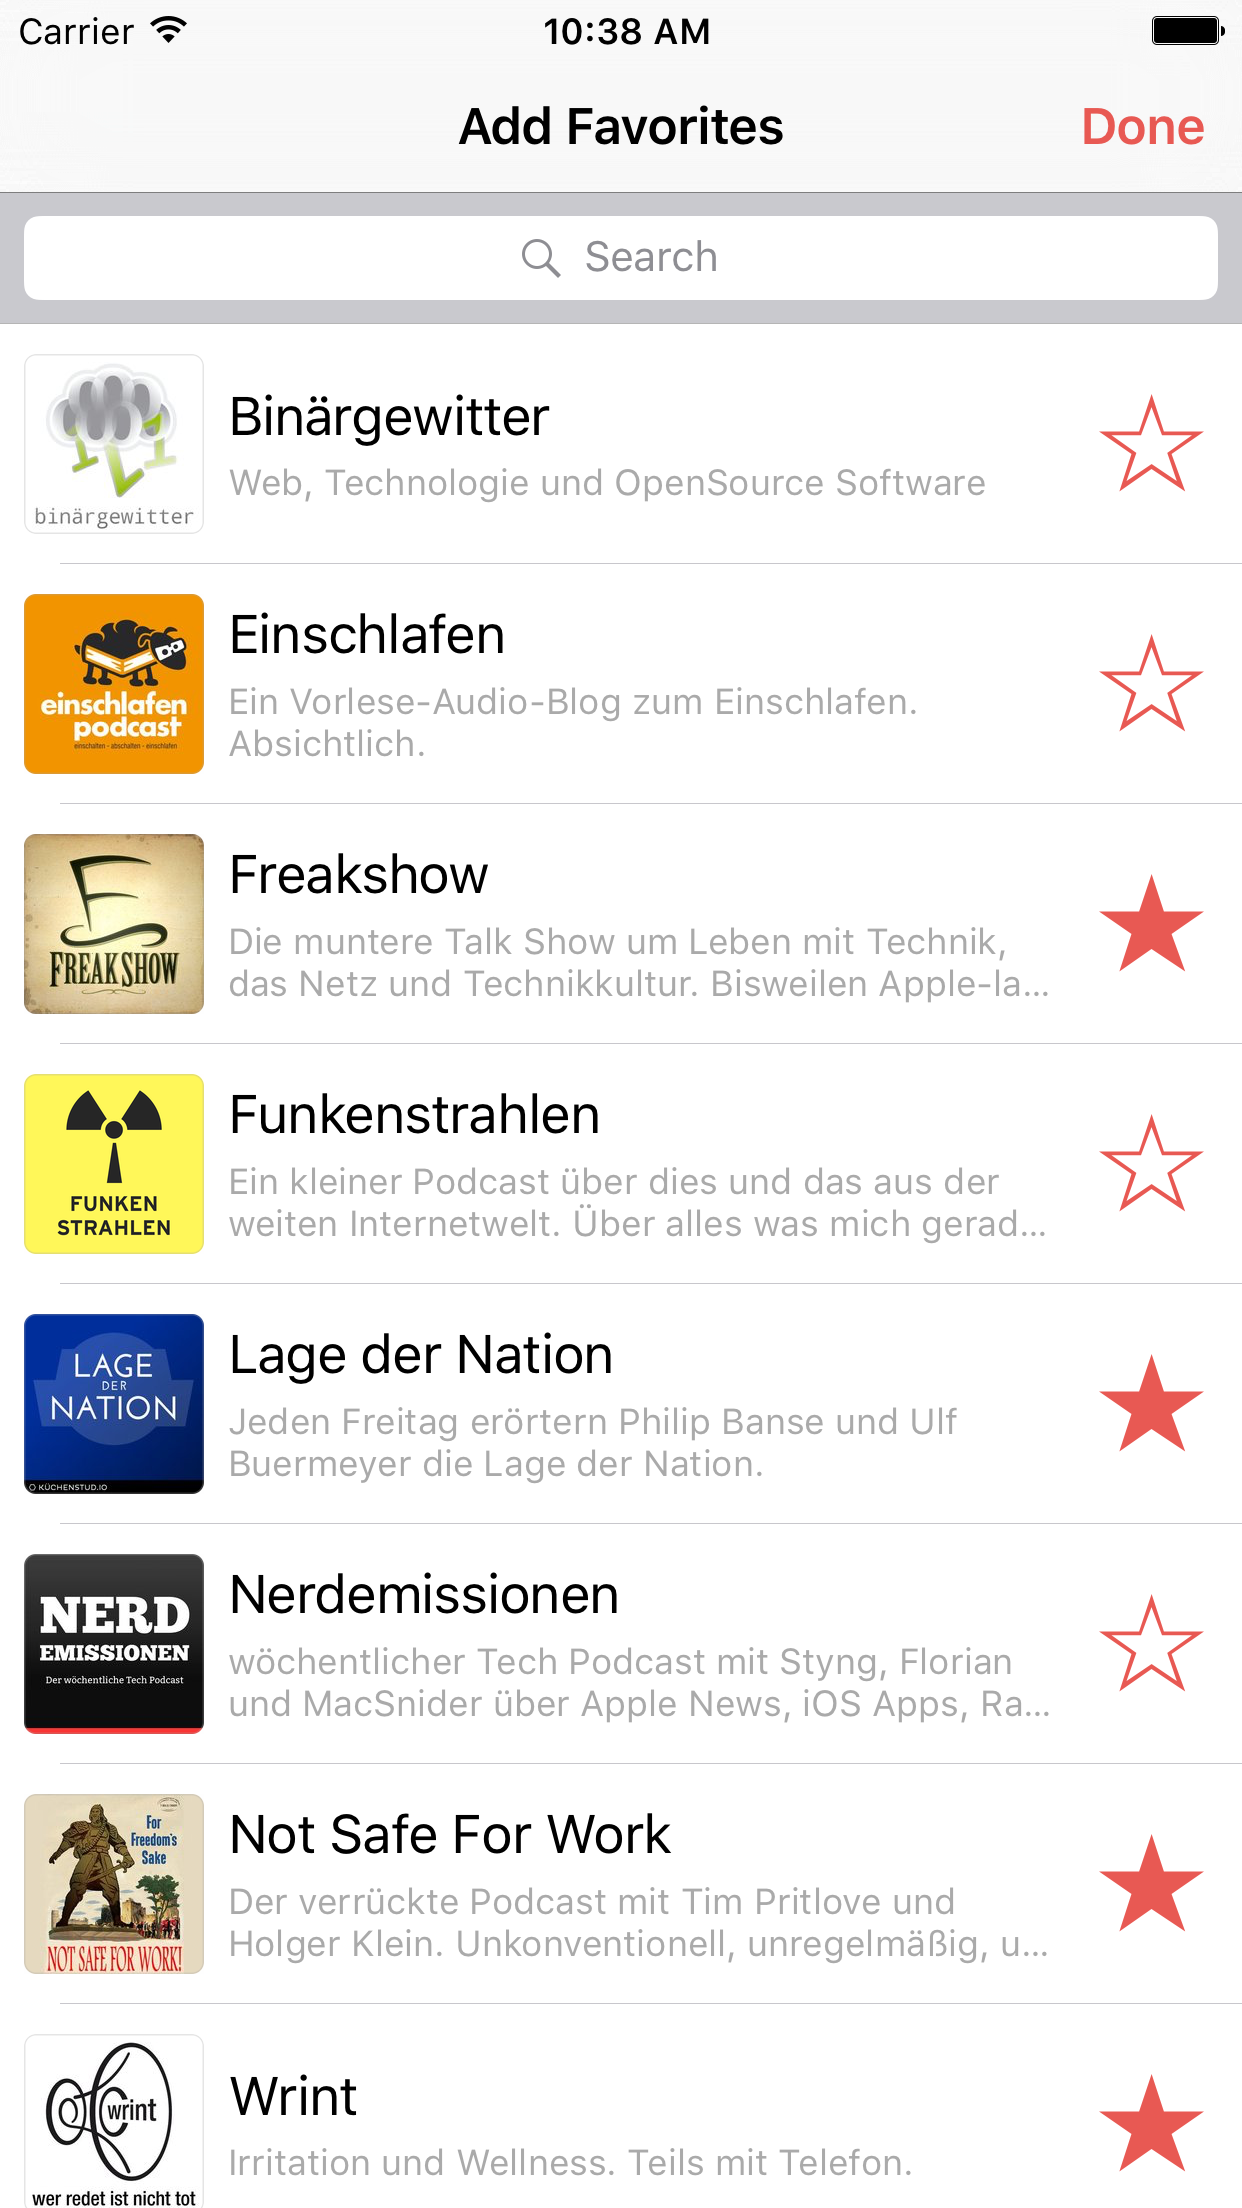 Carrier 10:38 AM
Add Favorites Done
Search
binärgewitter
Binärgewitter
Web, Technologie und OpenSource Software
einschlafen
podcast
einschalten - abschalten - einschlafen
Einschlafen
Ein Vorlese-Audio-Blog zum Einschlafen.
Absichtlich.
FREAK SHOW
Freakshow
Die muntere Talk Show um Leben mit Technik,
das Netz und Technikkultur. Bisweilen Apple-la...
FUNKEN
STRAHLEN
Funkenstrahlen
Ein kleiner Podcast über dies und das aus der
weiten Internetwelt. Über alles was mich gerad...
LAGE
DER
NATION
KÜCHENSTUD.IO
Lage der Nation
Jeden Freitag erörtern Philip Banse und Ulf
Buermeyer die Lage der Nation.
NERD
EMISSIONEN
Der wöchentliche Tech Podcast
Nerdemissionen
wöchentlicher Tech Podcast mit Styng, Florian
und MacSnider über Apple News, iOS Apps, Ra...
For
Freedom's
Sake
NOT SAFE FOR WORK!
Not Safe For Work
Der verrückte Podcast mit Tim Pritlove und
Holger Klein. Unkonventionell, unregelmäßig, u...
wrint
wer redet ist nicht tot
Wrint
Irritation und Wellness. Teils mit Telefon.